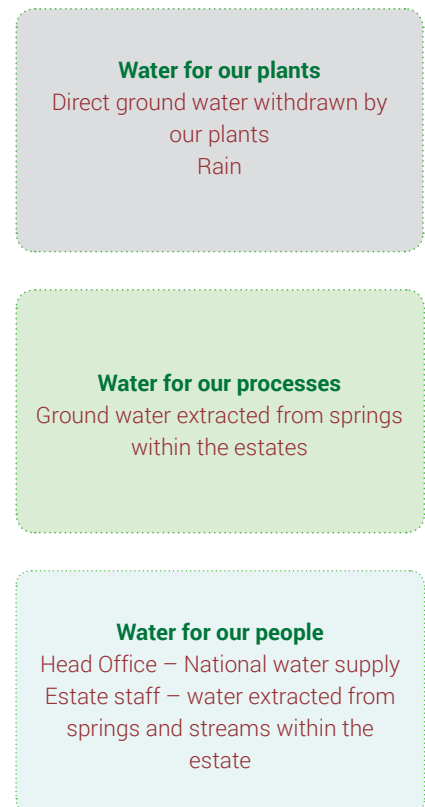 Water for our plants
Direct ground water withdrawn by
our plants
Rain
Water for our processes
Ground water extracted from springs
within the estates
Water for our people
Head Office – National water supply
Estate staff – water extracted from
springs and streams within the
estate